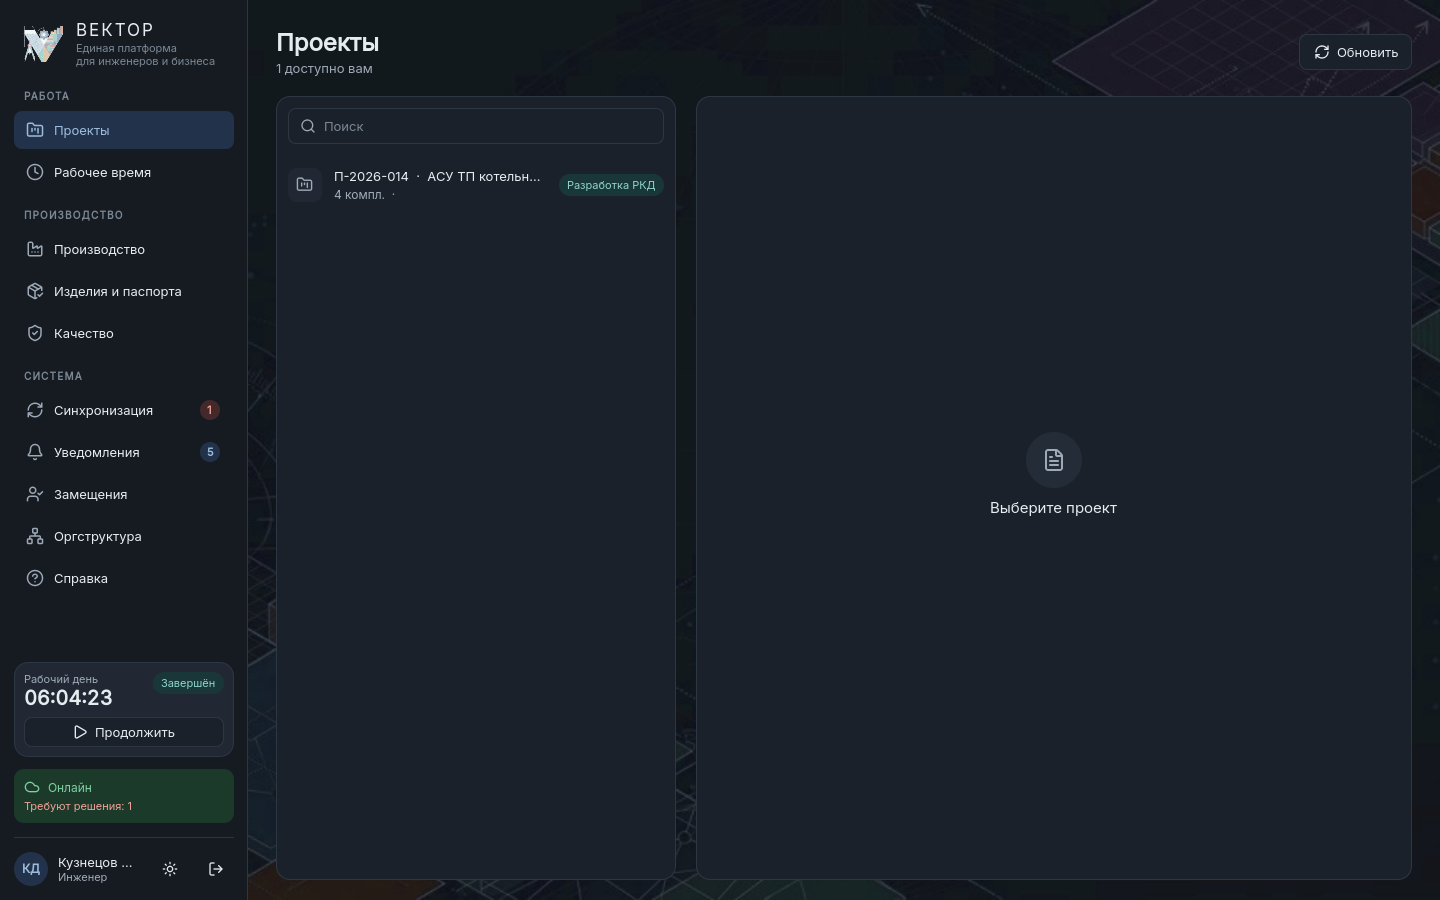 ВЕКТОР
Единая платформа
для инженеров и бизнеса
РАБОТА
Проекты
Рабочее время
ПРОИЗВОДСТВО
Производство
Изделия и паспорта
Качество
СИСТЕМА
Синхронизация 1
Уведомления 5
Замещения
Оргструктура
Справка
Рабочий день
06:04:23
Завершён
Продолжить
Онлайн
Требуют решения: 1
КД
Кузнецов ...
Инженер
Проекты
1 доступно вам
Обновить
Поиск
П-2026-014 · АСУ ТП котельн...
4 компл. ·
Разработка РКД
Выберите проект